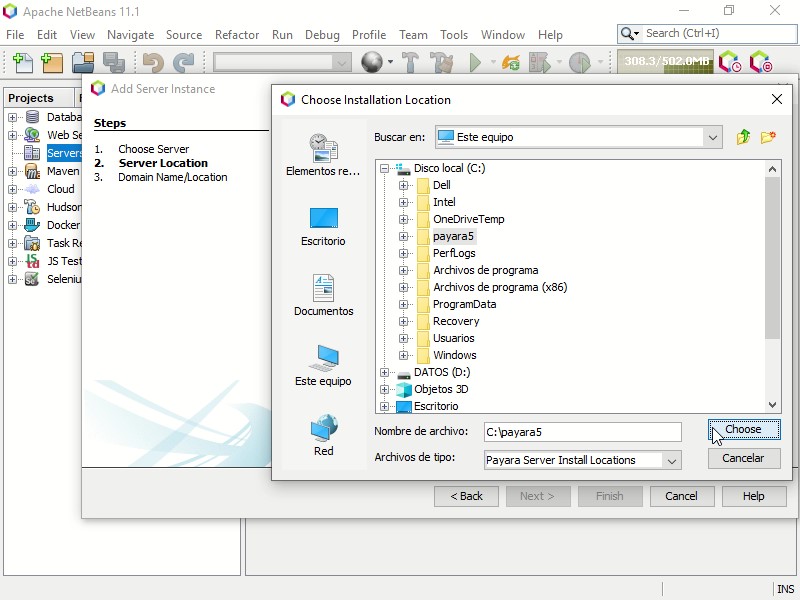 Apache NetBeans 11.1
File Edit View Navigate Source Refactor Run Debug Profile Team Tools Window Help
Search (Ctrl+I)
308.3/502.0MB
Projects
Databa
Web Se
Servers
Maven
Cloud
Hudson
Docker
Task Re
JS Test
Seleniu
Add Server Instance
Steps
1. Choose Server
2. Server Location
3. Domain Name/Location
Choose Installation Location
Buscar en: Este equipo
Elementos re...
Escritorio
Documentos
Este equipo
Red
Disco local (C:)
Dell
Intel
OneDriveTemp
payara5
PerfLogs
Archivos de programa
Archivos de programa (x86)
ProgramData
Recovery
Usuarios
Windows
DATOS (D:)
Objetos 3D
Escritorio
Nombre de archivo: C:\payara5
Choose
Archivos de tipo: Payara Server Install Locations
Cancelar
< Back Next > Finish Cancel Help
INS